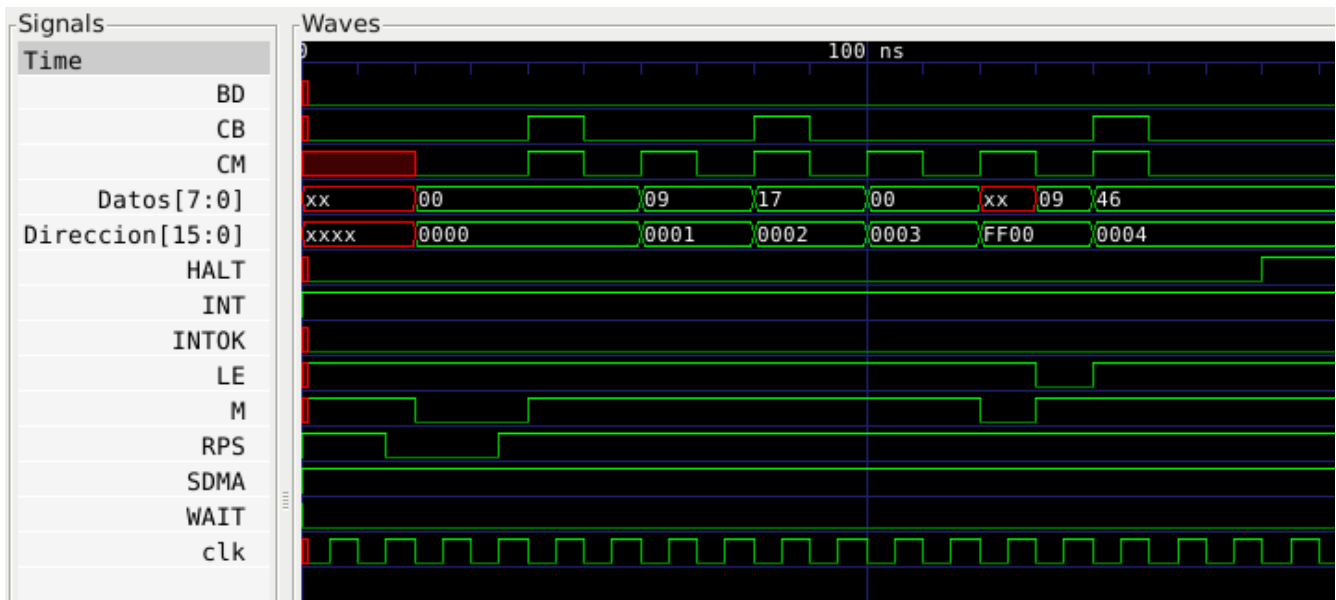 Signals
Waves
Time
0
100 ns
BD
CB
CM
Datos[7:0]
xx 00 09 17 00 xx 09 46
Direccion[15:0]
xxxx 0000 0001 0002 0003 FF00 0004
HALT
INT
INTOK
LE
M
RPS
SDMA
WAIT
clk